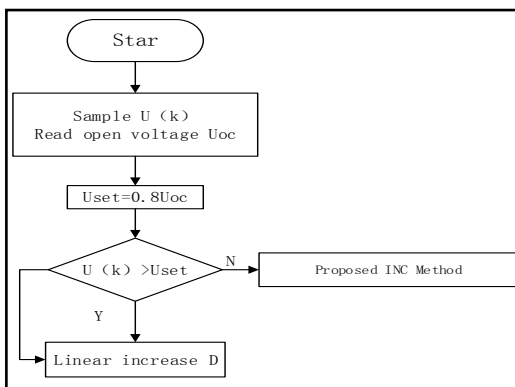 Star
Sample U (k)
Read open voltage Uoc
Uset=0.8Uoc
U (k) >Uset
N
Proposed INC Method
Y
Linear increase D